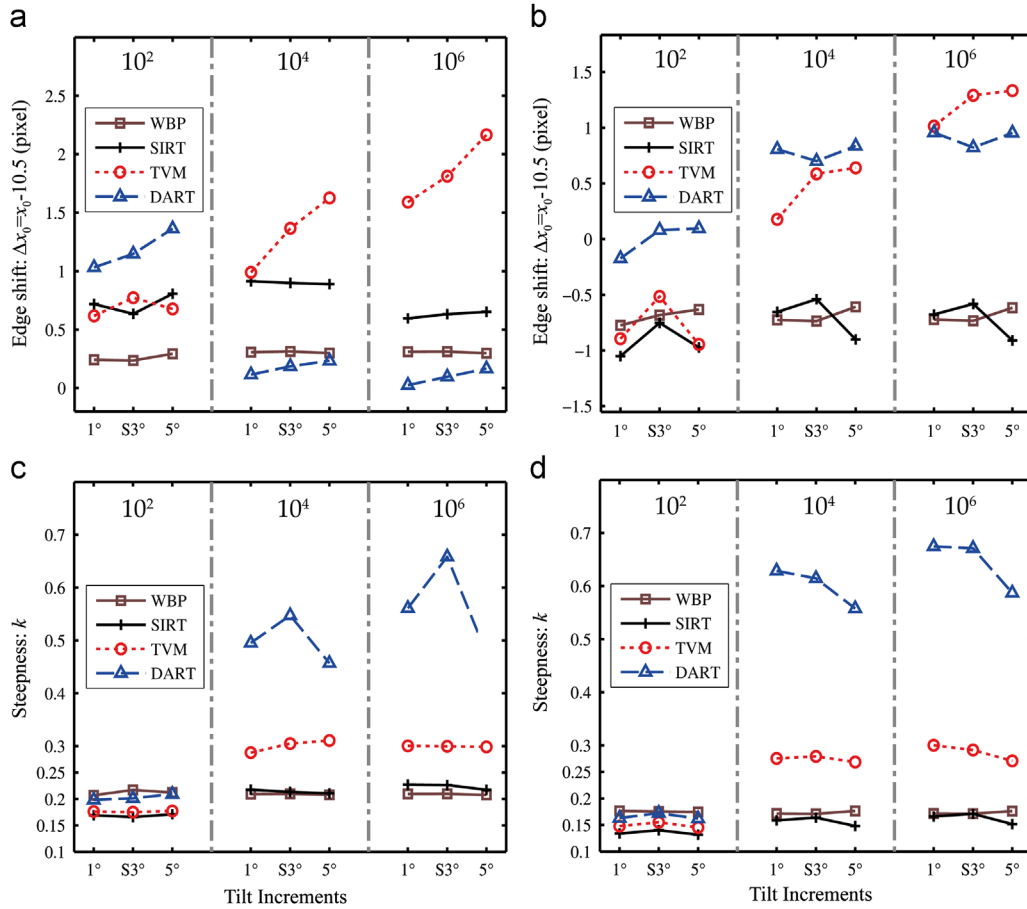 a
Edge shift: Δx₀=x₀-10.5 (pixel)
10² 10⁴ 10⁶
2.5
2
1.5
1
0.5
0
WBP
SIRT
TVM
DART
1° S3° 5° 1° S3° 5° 1° S3° 5°
b
Edge shift: Δx₀=x₀-10.5 (pixel)
10² 10⁴ 10⁶
1.5
1
0.5
0
−0.5
−1
−1.5
WBP
SIRT
TVM
DART
1° S3° 5° 1° S3° 5° 1° S3° 5°
c
Steepness: k
10² 10⁴ 10⁶
0.7
0.6
0.5
0.4
0.3
0.25
0.2
0.15
0.1
WBP
SIRT
TVM
DART
1° S3° 5° 1° S3° 5° 1° S3° 5°
Tilt Increments
d
Steepness: k
10² 10⁴ 10⁶
0.7
0.6
0.5
0.4
0.3
0.25
0.2
0.15
0.1
WBP
SIRT
TVM
DART
1° S3° 5° 1° S3° 5° 1° S3° 5°
Tilt Increments